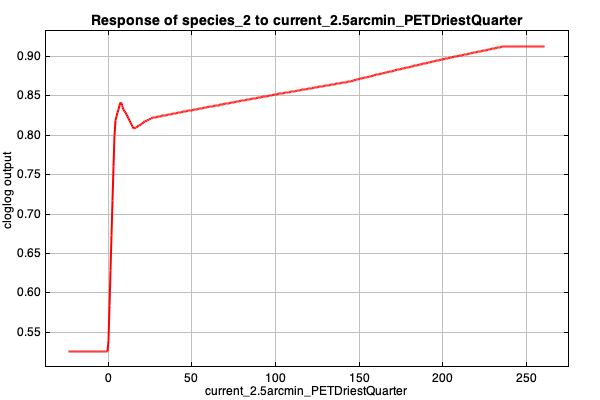 Response of species_2 to current_2.5arcmin_PETDriestQuarter
cloglog output
0.90
0.85
0.80
0.75
0.70
0.65
0.60
0.55
0 50 100 150 200 250
current_2.5arcmin_PETDriestQuarter